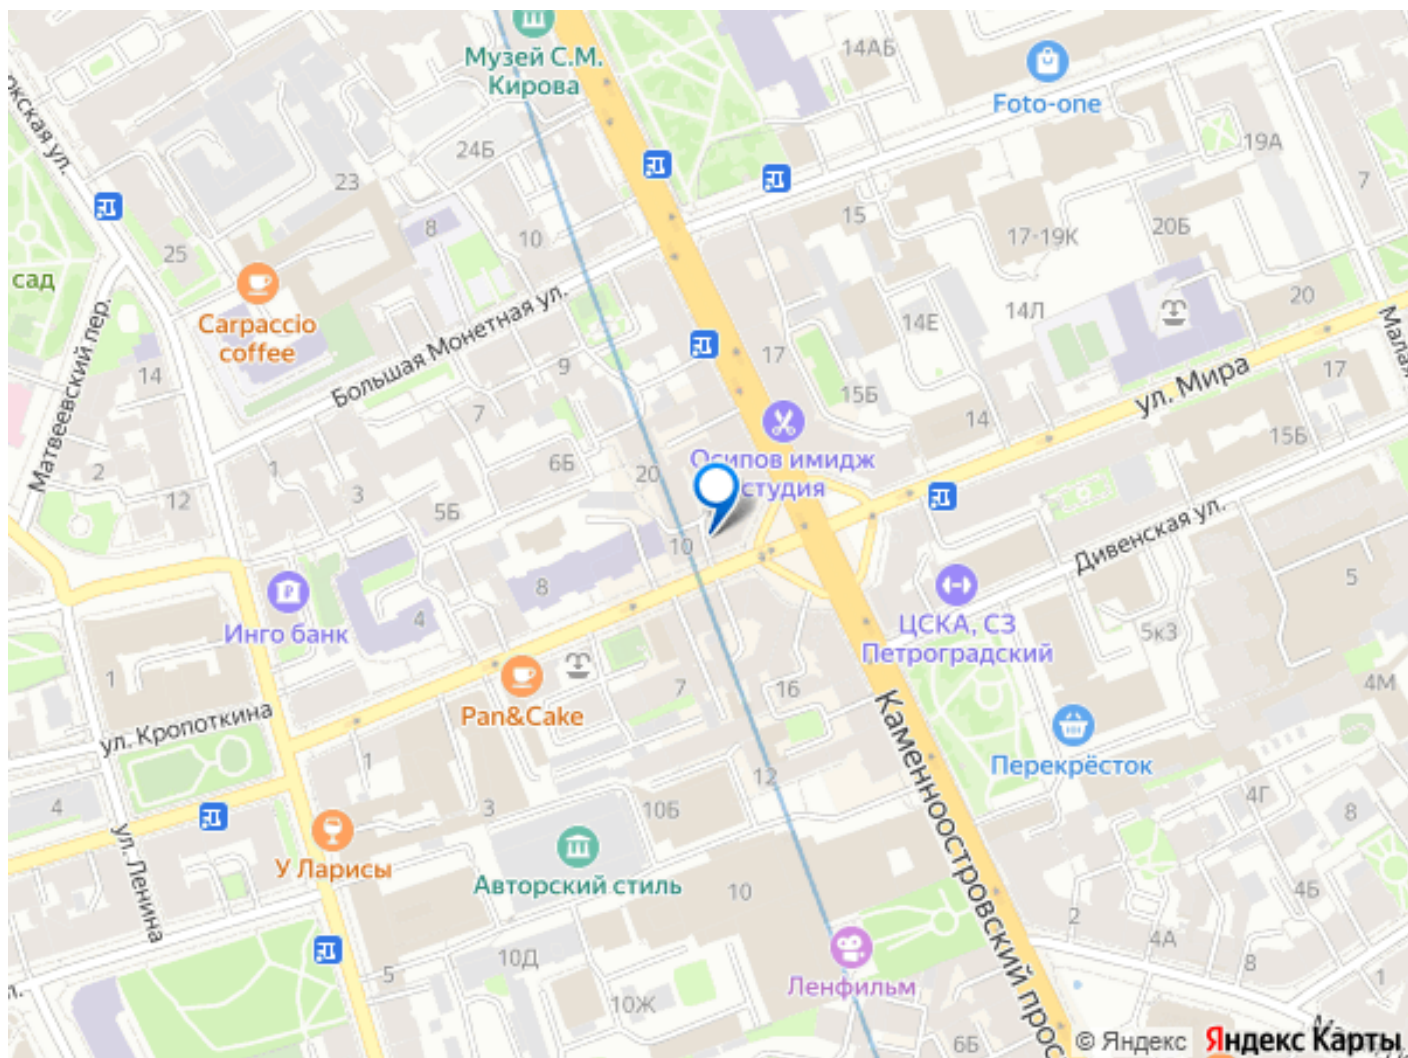 Музей С.М.
Кирова
14АБ
Foto-one
24Б
19А
23
7
25
8
10
15
17-19К
20Б
сад
Carpaccio
coffee
Матвеевский пер.
Большая Монетная ул.
14
9
17
14Е
14Л
20
Малая
ул. Мира
17
15Б
14
15Б
7
6Б
20
Осипов имидж
студия
2
12
1
3
5Б
10
8
4
Дивенская ул.
5
Инго банк
ЦСКА, СЗ
Петроградский
5к3
4М
1
ул. Кропоткина
Pan&Cake
7
16
Каменноостровский прос
Перекрёсток
1
12
4
3
10Б
4Г
8
ул. Ленина
У Ларисы
Авторский стиль
10
4Б
2
4А
8
1
5
10Д
10Ж
Ленфильм
6Б
© Яндекс
Яндекс Карты